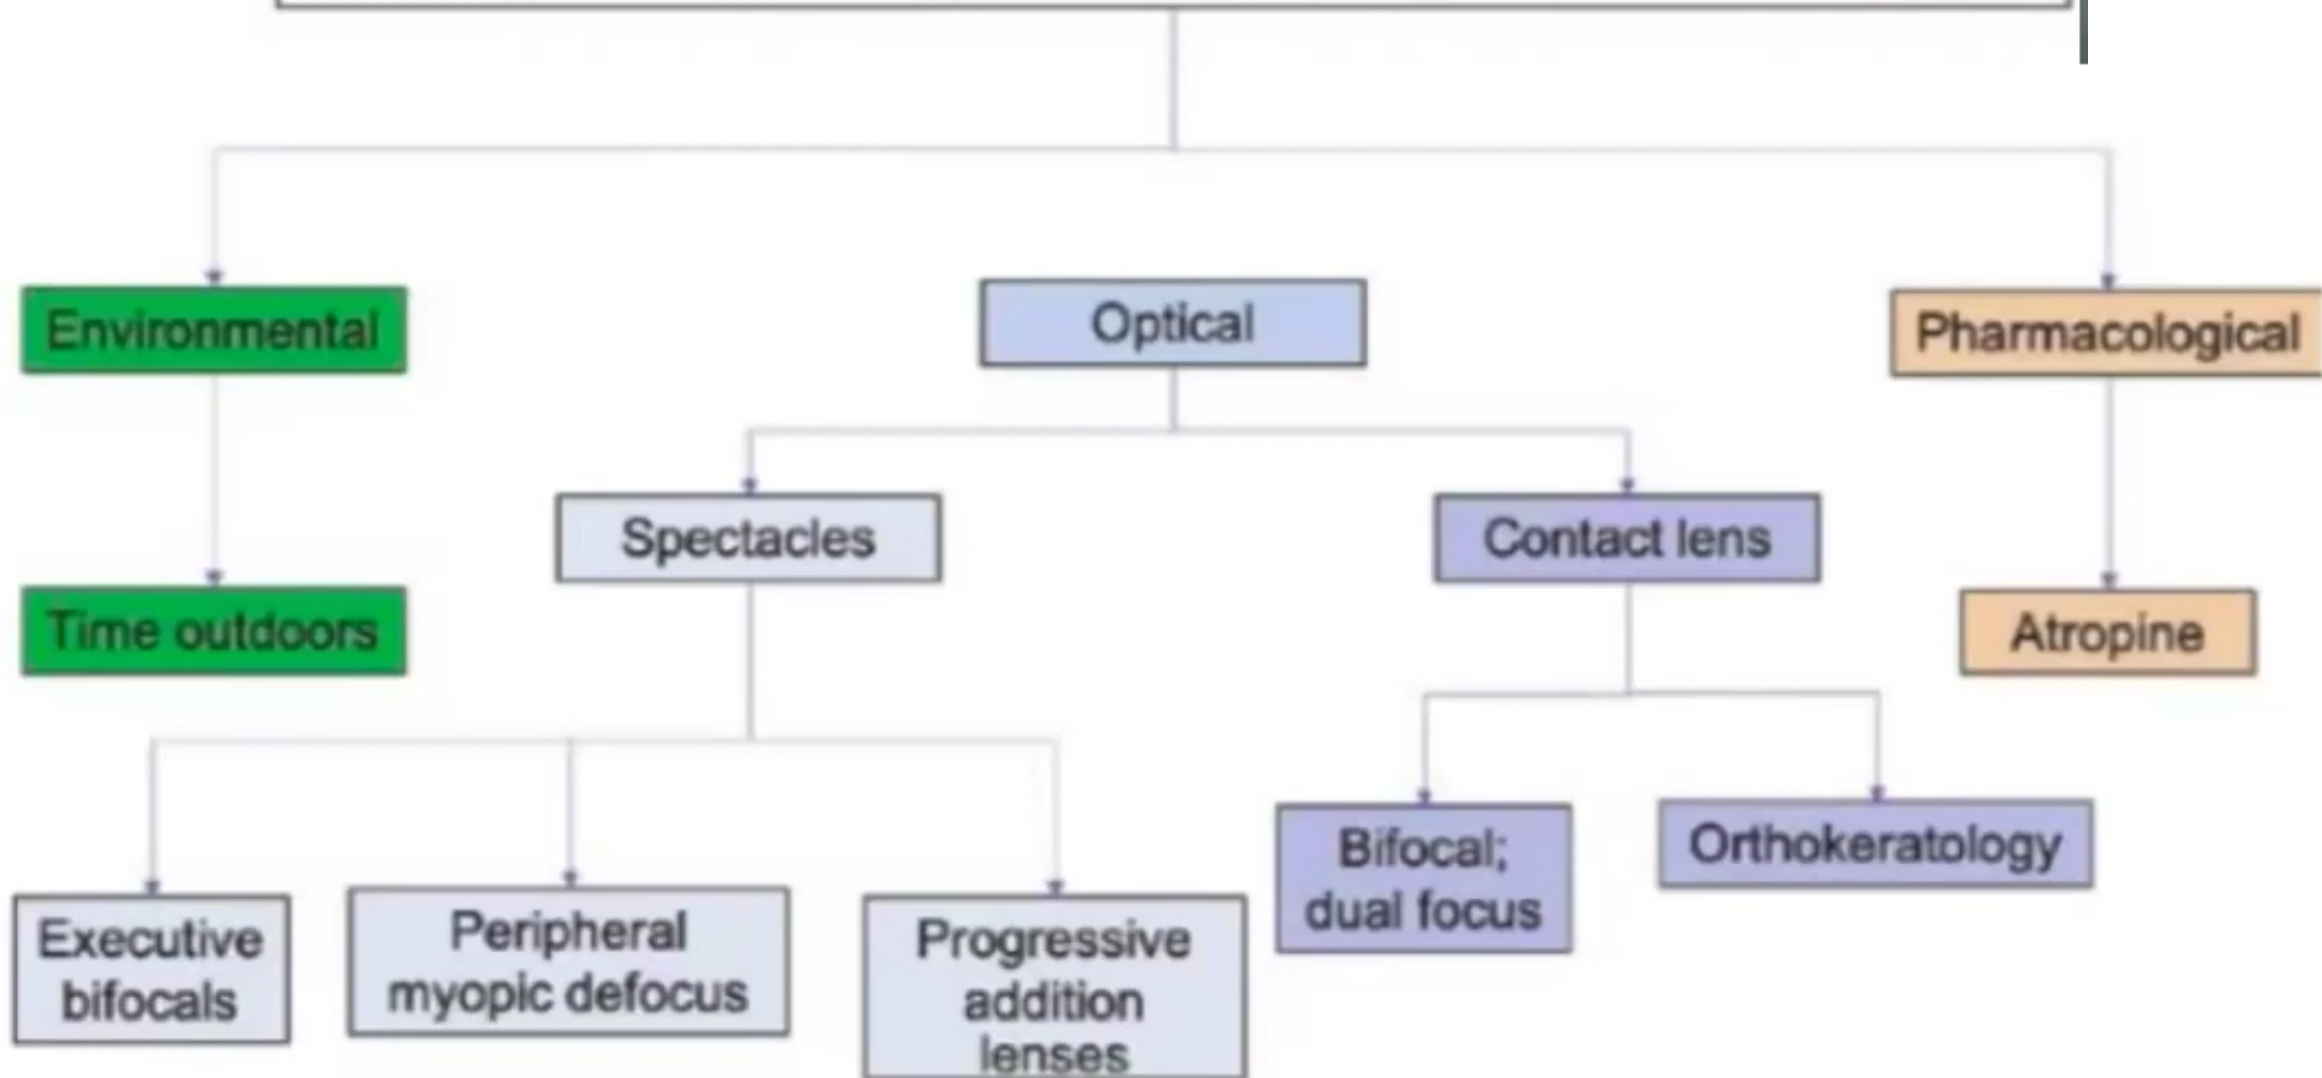 Environmental
Optical
Pharmacological
Spectacles
Contact lens
Time outdoors
Atropine
Executive
bifocals
Peripheral
myopic defocus
Progressive
addition
lenses
Bifocal;
dual focus
Orthokeratology